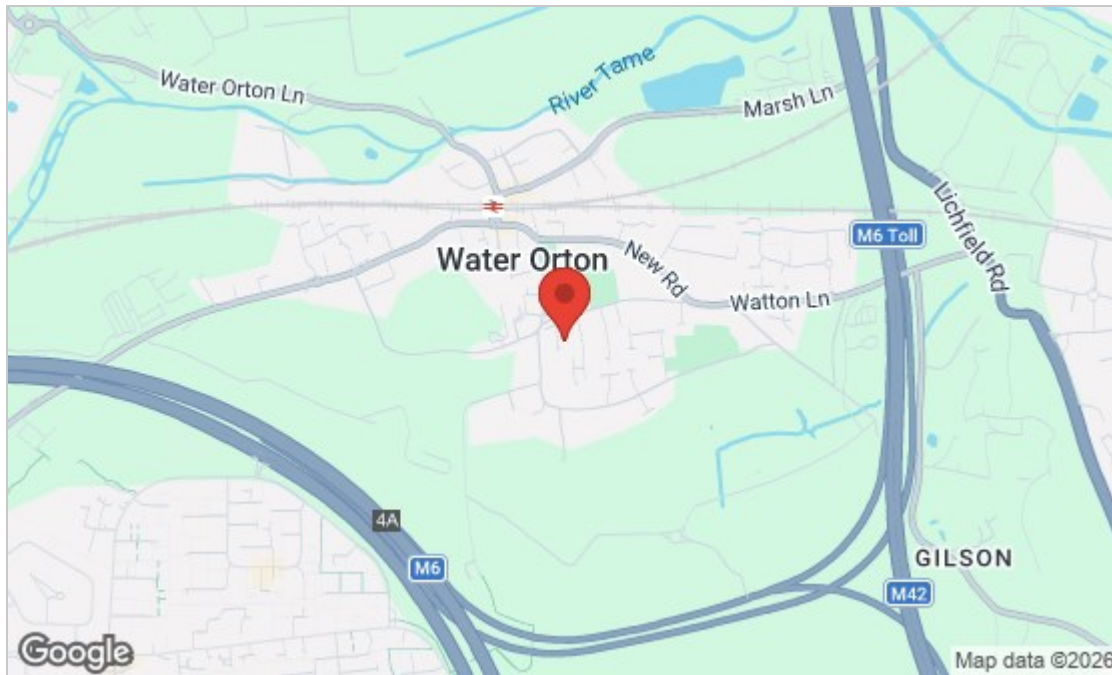 Water Orton Ln
River Tame
Marsh Ln
Lichfield Rd
M6 Toll
Water Orton
New Rd
Watton Ln
4A
M6
GILSON
M42
Google
Map data ©2026